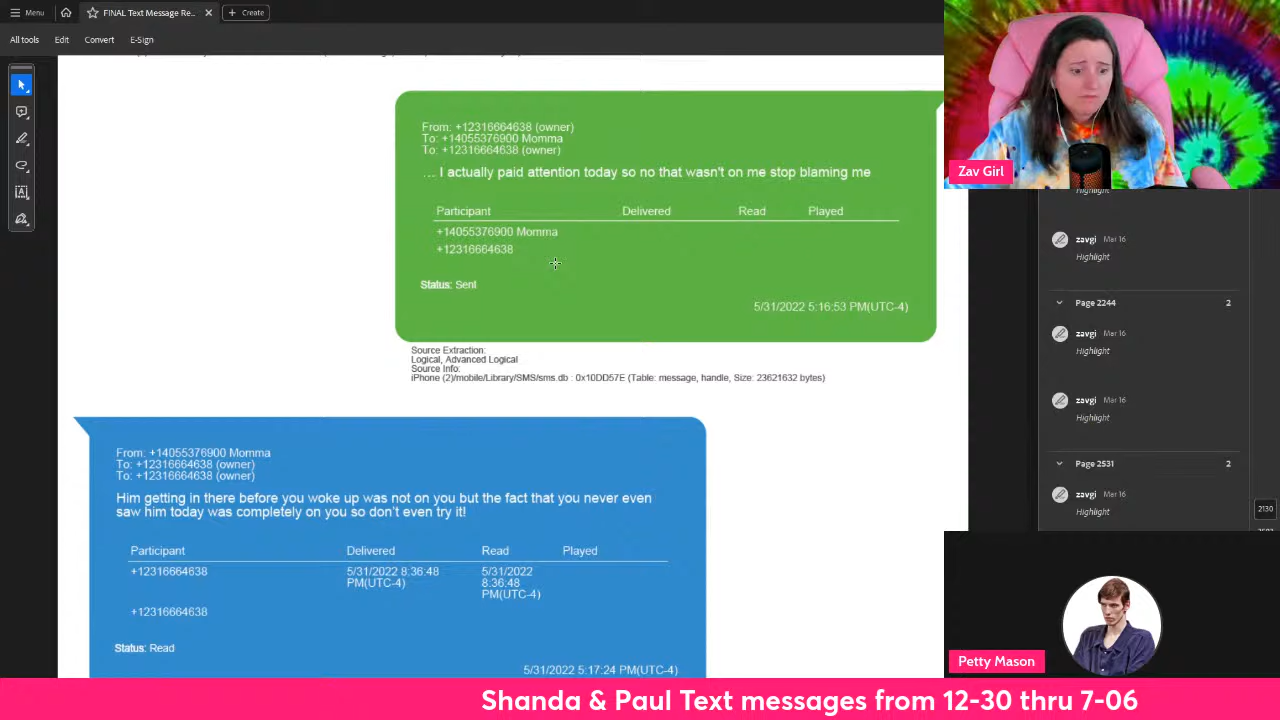 Menu
FINAL Text Message Re...
Create
All tools
Edit
Convert
E-Sign
From: +12316664638 (owner)
To: +14055376900 Momma
To: +12316664638 (owner)
... I actually paid attention today so no that wasn't on me stop blaming me
Participant Delivered Read Played
+14055376900 Momma
+12316664638
Status: Sent
5/31/2022 5:16:53 PM(UTC-4)
Source Extraction:
Logical, Advanced Logical
Source Info:
iPhone (2)/mobile/Library/SMS/sms.db : 0x10DD57E (Table: message, handle, Size: 23621632 bytes)
From: +14055376900 Momma
To: +12316664638 (owner)
To: +12316664638 (owner)
Him getting in there before you woke up was not on you but the fact that you never even
saw him today was completely on you so don't even try it!
Participant Delivered Read Played
+12316664638 5/31/2022 8:36:48 5/31/2022
PM(UTC-4) 8:36:48
PM(UTC-4)
+12316664638
Status: Read
5/31/2022 5:17:24 PM(UTC-4)
Zav Girl
Highlight
zavgi Mar 16
Highlight
Page 2244 2
zavgi Mar 16
Highlight
zavgi Mar 16
Highlight
Page 2531 2
zavgi Mar 16
Highlight
2130
Petty Mason
Shanda & Paul Text messages from 12-30 thru 7-06